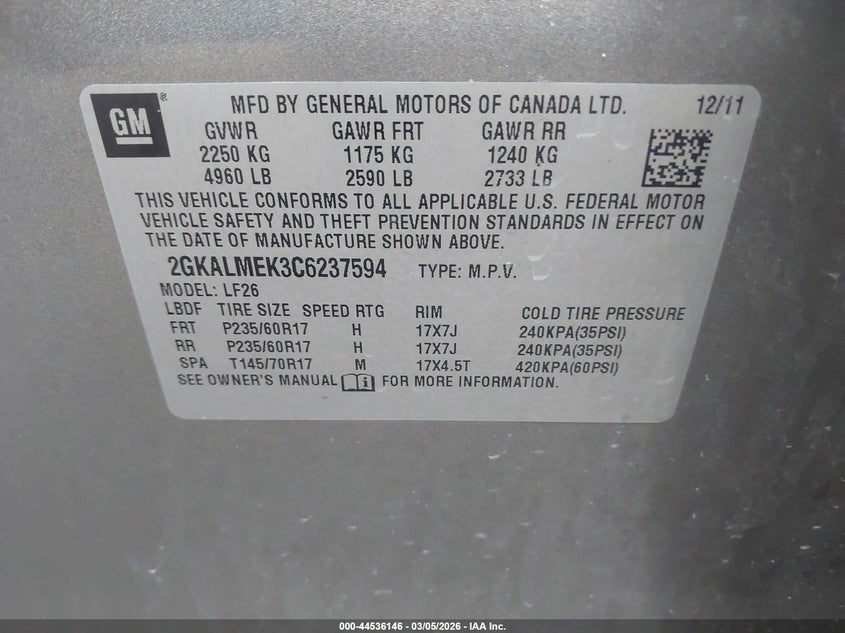 GM®
MFD BY GENERAL MOTORS OF CANADA LTD. 12/11
GVWR GAWR FRT GAWR RR
2250 KG 1175 KG 1240 KG
4960 LB 2590 LB 2733 LB
THIS VEHICLE CONFORMS TO ALL APPLICABLE U.S. FEDERAL MOTOR
VEHICLE SAFETY AND THEFT PREVENTION STANDARDS IN EFFECT ON
THE DATE OF MANUFACTURE SHOWN ABOVE.
2GKALMEK3C6237594 TYPE: M.P.V.
MODEL: LF26
LBDF TIRE SIZE SPEED RTG RIM COLD TIRE PRESSURE
FRT P235/60R17 H 17X7J 240KPA(35PSI)
RR P235/60R17 H 17X7J 240KPA(35PSI)
SPA T145/70R17 M 17X4.5T 420KPA(60PSI)
SEE OWNER'S MANUAL i FOR MORE INFORMATION.
000-44536146 — 03/05/2026 — IAA Inc.